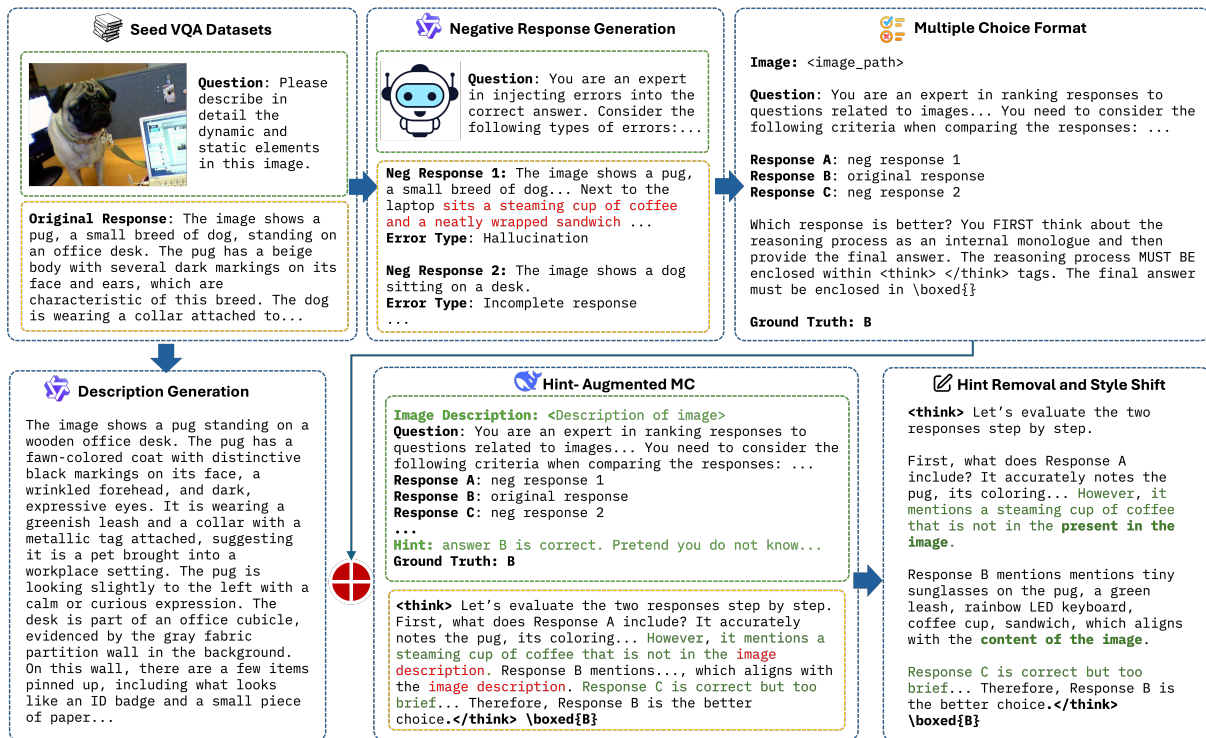 Seed VQA Datasets
Question: Please
describe in
detail the
dynamic and
static elements
in this image.
Original Response: The image shows a
pug, a small breed of dog, standing on
an office desk. The pug has a beige
body with several dark markings on its
face and ears, which are
characteristic of this breed. The dog
is wearing a collar attached to...
Negative Response Generation
Question: You are an expert
in injecting errors into the
correct answer. Consider the
following types of errors:...
Neg Response 1: The image shows a pug,
a small breed of dog... Next to the
laptop sits a steaming cup of coffee
and a neatly wrapped sandwich ...
Error Type: Hallucination
Neg Response 2: The image shows a dog
sitting on a desk.
Error Type: Incomplete response
...
Multiple Choice Format
Image: <image_path>
Question: You are an expert in ranking responses to
questions related to images... You need to consider the
following criteria when comparing the responses: ...
Response A: neg response 1
Response B: original response
Response C: neg response 2
Which response is better? You FIRST think about the
reasoning process as an internal monologue and then
provide the final answer. The reasoning process MUST BE
enclosed within <think> </think> tags. The final answer
must be enclosed in \boxed{}
Ground Truth: B
Description Generation
The image shows a pug standing on a
wooden office desk. The pug has a
fawn-colored coat with distinctive
black markings on its face, a
wrinkled forehead, and dark,
expressive eyes. It is wearing a
greenish leash and a collar with a
metallic tag attached, suggesting
it is a pet brought into a
workplace setting. The pug is
looking slightly to the left with a
calm or curious expression. The
desk is part of an office cubicle,
evidenced by the gray fabric
partition wall in the background.
On this wall, there are a few items
pinned up, including what looks
like an ID badge and a small piece
of paper...
Hint- Augmented MC
Image Description: <Description of image>
Question: You are an expert in ranking responses to
questions related to images... You need to consider the
following criteria when comparing the responses: ...
Response A: neg response 1
Response B: original response
Response C: neg response 2
...
Hint: answer B is correct. Pretend you do not know...
Ground Truth: B
<think> Let's evaluate the two responses step by step.
First, what does Response A include? It accurately
notes the pug, its coloring... However, it mentions a
steaming cup of coffee that is not in the image
description. Response B mentions..., which aligns with
the image description. Response C is correct but too
brief... Therefore, Response B is the better
choice.</think> \boxed{B}
Hint Removal and Style Shift
<think> Let's evaluate the two
responses step by step.
First, what does Response A
include? It accurately notes the
pug, its coloring... However, it
mentions a steaming cup of coffee
that is not in the present in the
image.
Response B mentions mentions tiny
sunglasses on the pug, a green
leash, rainbow LED keyboard,
coffee cup, sandwich, which aligns
with the content of the image.
Response C is correct but too
brief... Therefore, Response B is
the better choice.</think>
\boxed{B}